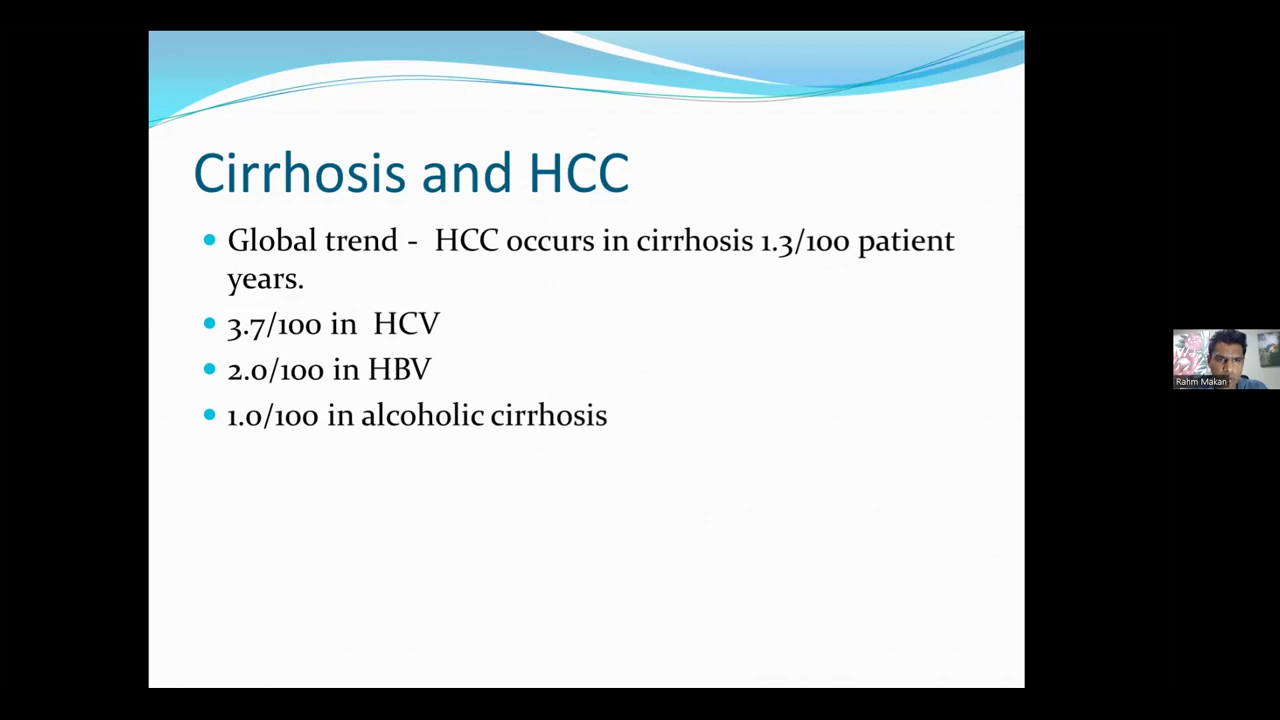 Cirrhosis and HCC
Global trend - HCC occurs in cirrhosis 1.3/100 patient
years.
3.7/100 in HCV
2.0/100 in HBV
1.0/100 in alcoholic cirrhosis
Rahm Makan